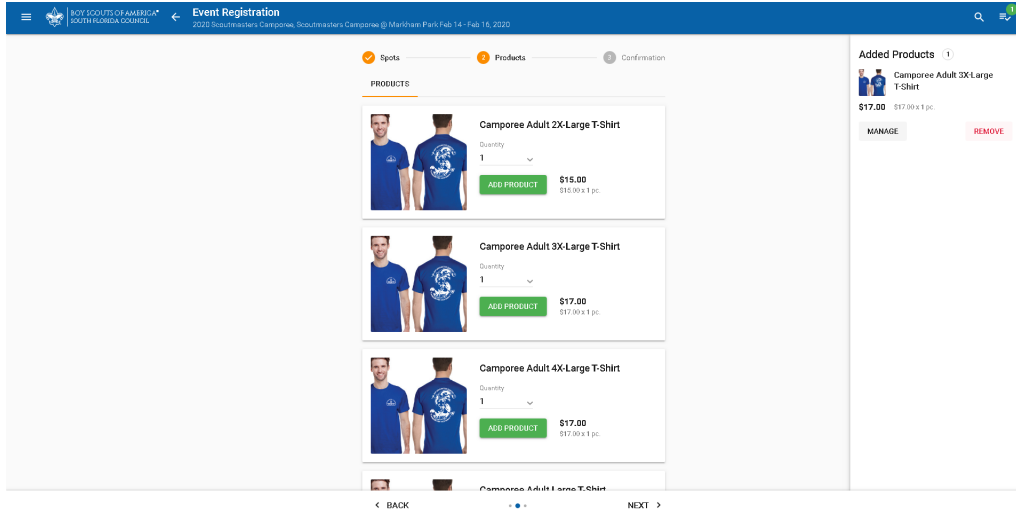 BOY SCOUTS OF AMERICA®
SOUTH FLORIDA COUNCIL
Event Registration
2020 Scoutmasters Camporee, Scoutmasters Camporee @ Markham Park Feb 14 - Feb 16, 2020
1
Spots
2 Products
2 Confirmation
PRODUCTS
Camporee Adult 2X-Large T-Shirt
Quantity
1
ADD PRODUCT
$15.00
$15.00 x 1 pc.
Camporee Adult 3X-Large T-Shirt
Quantity
1
ADD PRODUCT
$17.00
$17.00 x 1 pc.
Camporee Adult 4X-Large T-Shirt
Quantity
1
ADD PRODUCT
$17.00
$17.00 x 1 pc.
Camporee Adult Large T-Shirt
BACK
NEXT
Added Products 1
Camporee Adult 3X-Large
T-Shirt
$17.00 $17.00 x 1 pc.
MANAGE
REMOVE